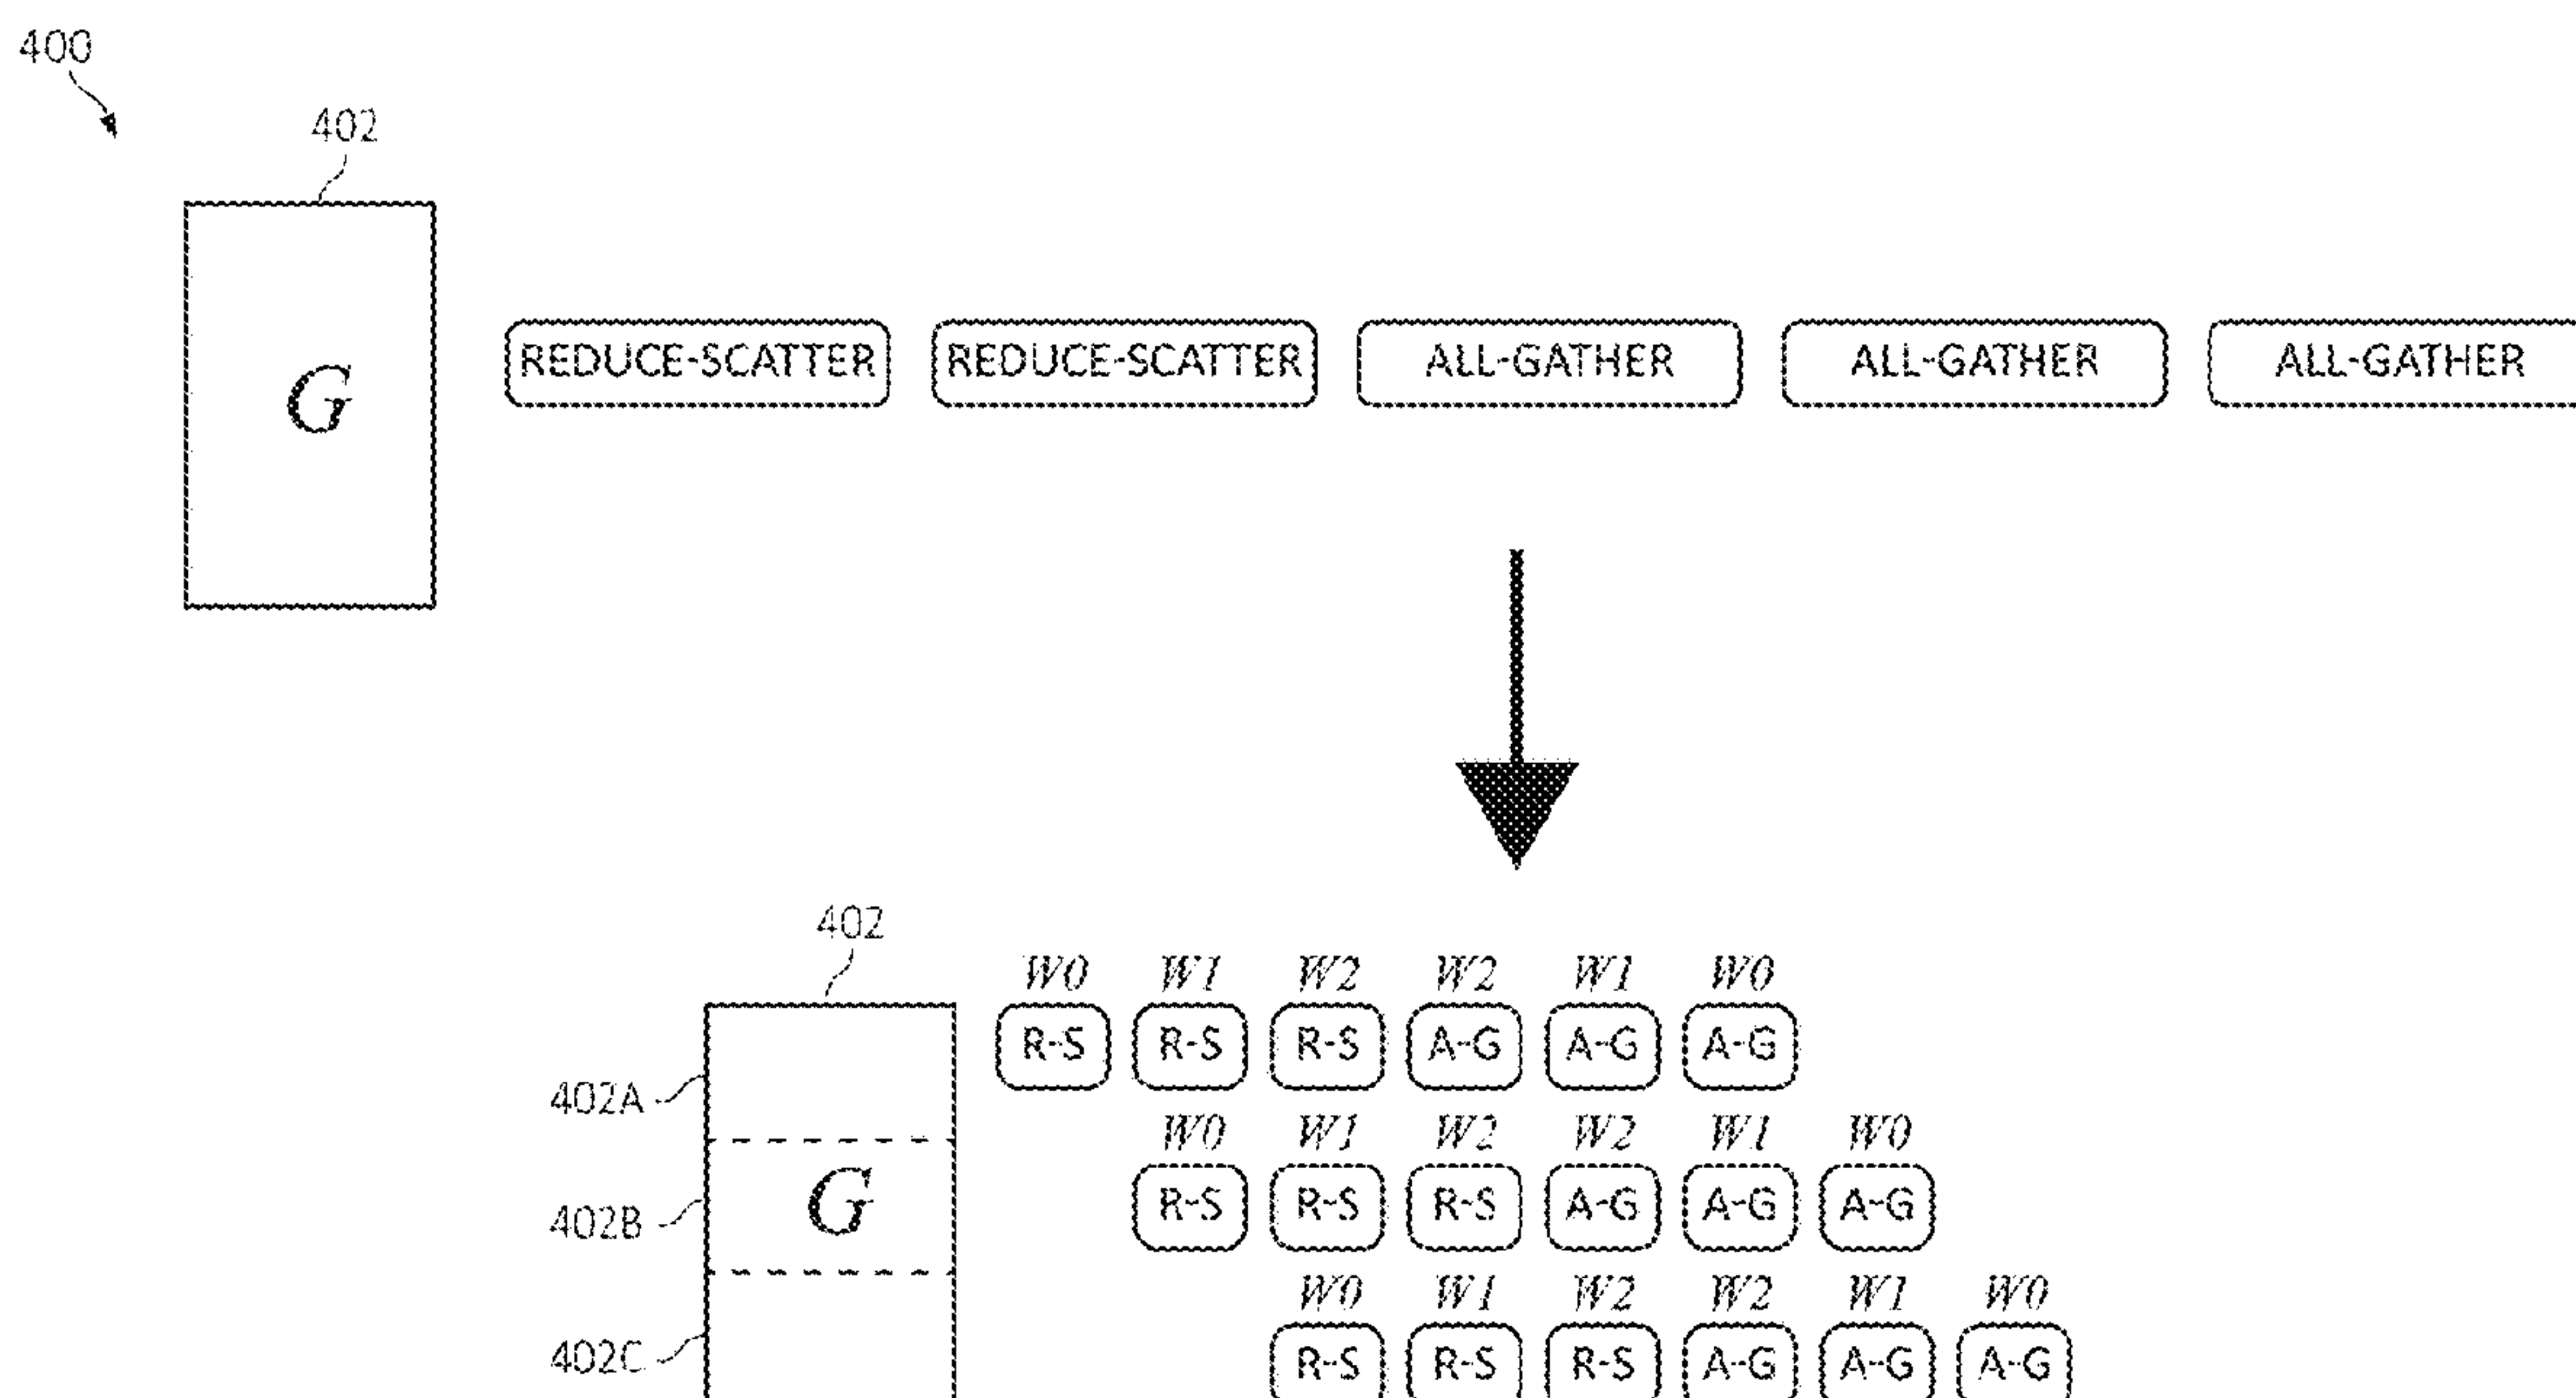 400
402
G
REDUCE-SCATTER REDUCE-SCATTER ALL-GATHER ALL-GATHER ALL-GATHER
402
W0 W1 W2 W2 W1 W0
R-S R-S R-S A-G A-G A-G
402A
W0 W1 W2 W2 W1 W0
G
R-S R-S R-S A-G A-G A-G
402B
W0 W1 W2 W2 W1 W0
R-S R-S R-S A-G A-G A-G
402C